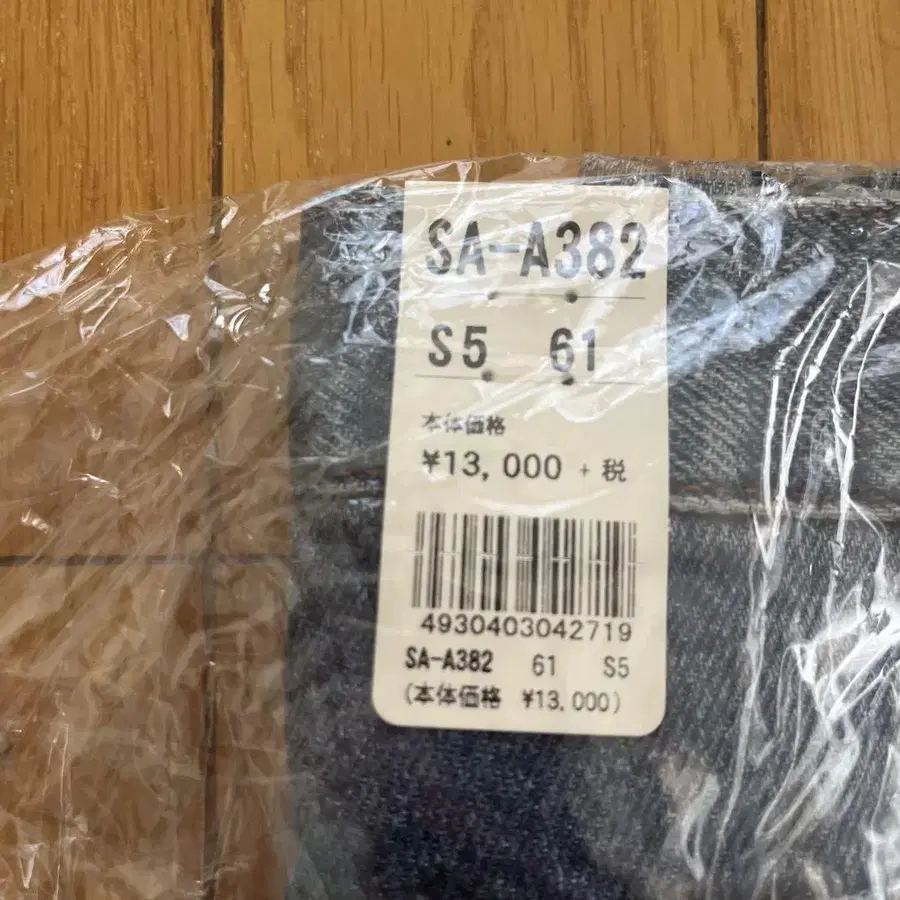 SA-A382
S5 61
本体価格
¥13,000 + 税
4930403042719
SA-A382 61 S5
(本体価格 ¥13,000)